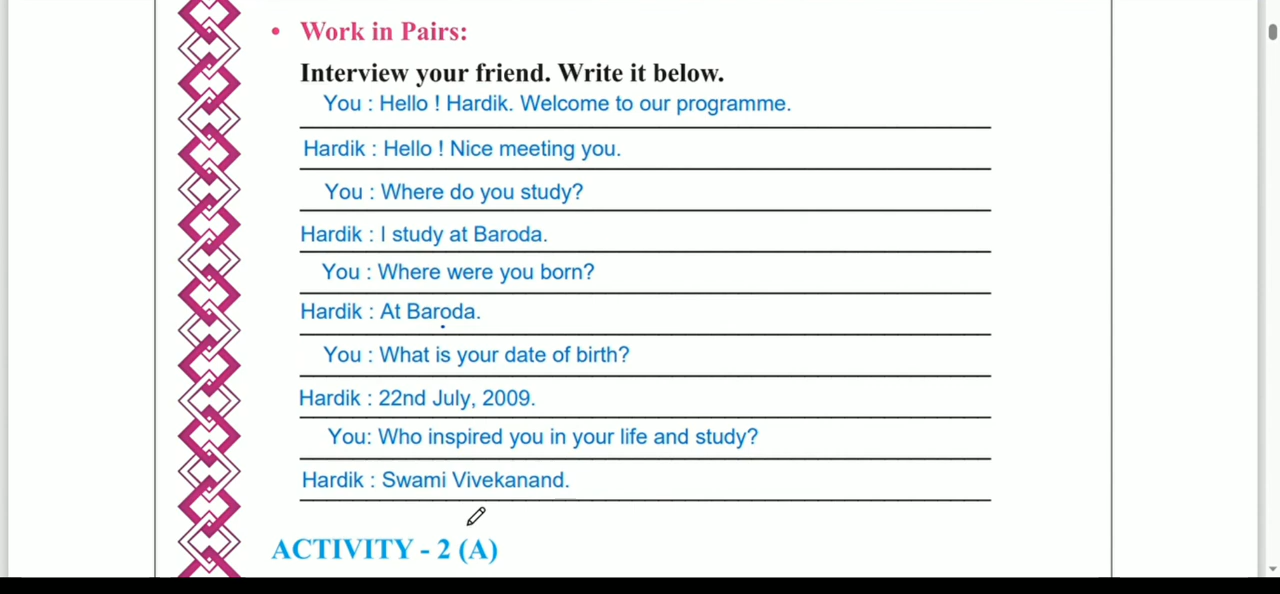 • Work in Pairs:
Interview your friend. Write it below.
You : Hello ! Hardik. Welcome to our programme.
Hardik : Hello ! Nice meeting you.
You : Where do you study?
Hardik : I study at Baroda.
You : Where were you born?
Hardik : At Baroda.
You : What is your date of birth?
Hardik : 22nd July, 2009.
You: Who inspired you in your life and study?
Hardik : Swami Vivekanand.
ACTIVITY - 2 (A)